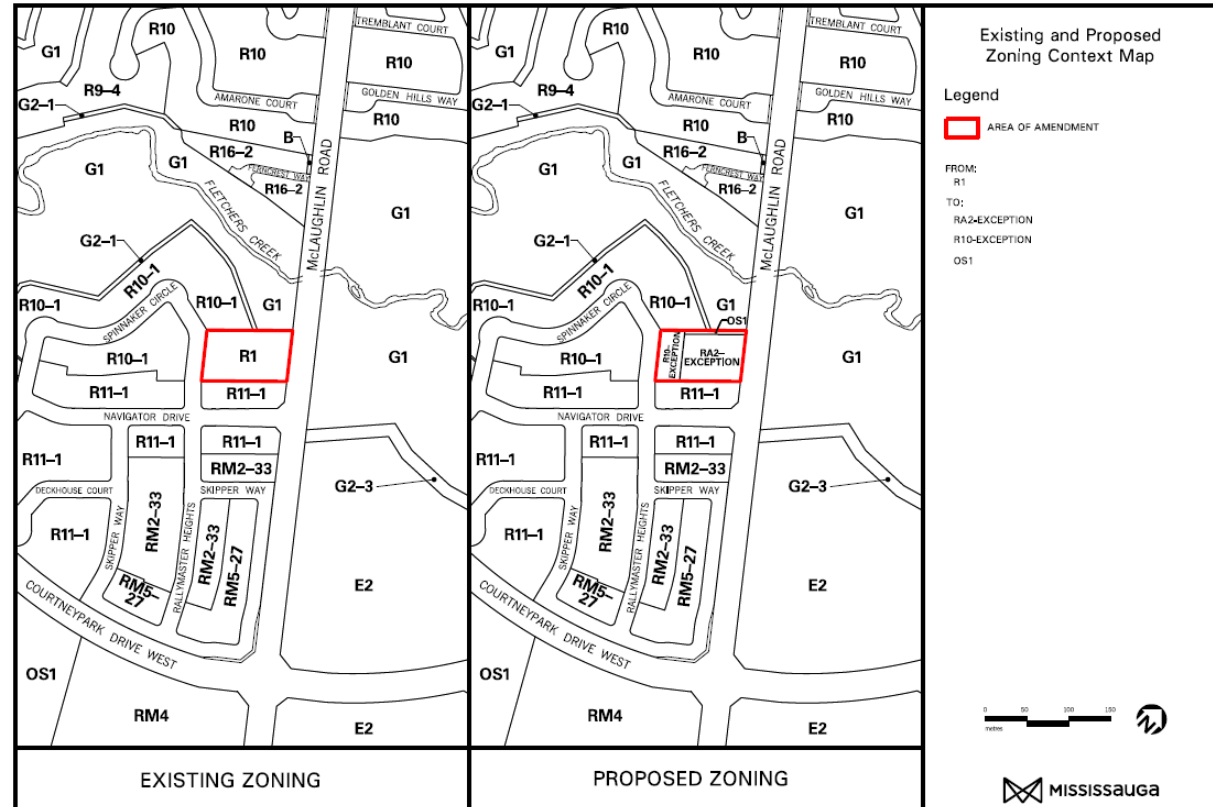 TREMBLANT COURT
R10
G1
R10
R10
R9–4
G2–1
AMARONE COURT
GOLDEN HILLS WAY
R10
R10
B
R16–2
FERNCREST WAY
R16–2
G1
G1
FLETCHERS CREEK
McLAUGHLIN ROAD
G1
G2–1
R10–1
R10–1
R10–1
G1
SPINNAKER CIRCLE
R10–1
R1
G1
R11–1
R11–1
NAVIGATOR DRIVE
R11–1
R11–1
R11–1
RM2–33
DECKHOUSE COURT
SKIPPER WAY
G2–3
R11–1
SKIPPER WAY
RM2–33
RALLYMASTER HEIGHTS
RM2–33
RM5–27
RM5–
27
E2
COURTNEYPARK DRIVE WEST
OS1
RM4
E2
EXISTING ZONING
TREMBLANT COURT
R10
G1
R10
R10
R9–4
G2–1
AMARONE COURT
GOLDEN HILLS WAY
R10
R10
B
R16–2
FERNCREST WAY
R16–2
G1
G1
FLETCHERS CREEK
McLAUGHLIN ROAD
G1
G2–1
R10–1
R10–1
R10–1
G1
OS1
SPINNAKER CIRCLE
R10–1
R10–
EXCEPTION
RA2–
EXCEPTION
G1
R11–1
R11–1
NAVIGATOR DRIVE
R11–1
R11–1
R11–1
RM2–33
DECKHOUSE COURT
SKIPPER WAY
G2–3
R11–1
SKIPPER WAY
RM2–33
RALLYMASTER HEIGHTS
RM2–33
RM5–27
RM5–
27
E2
COURTNEYPARK DRIVE WEST
OS1
RM4
E2
PROPOSED ZONING
Existing and Proposed
Zoning Context Map
Legend
AREA OF AMENDMENT
FROM:
R1
TO:
RA2-EXCEPTION
R10-EXCEPTION
OS1
0 50 100 150
metres
N
MISSISSAUGA